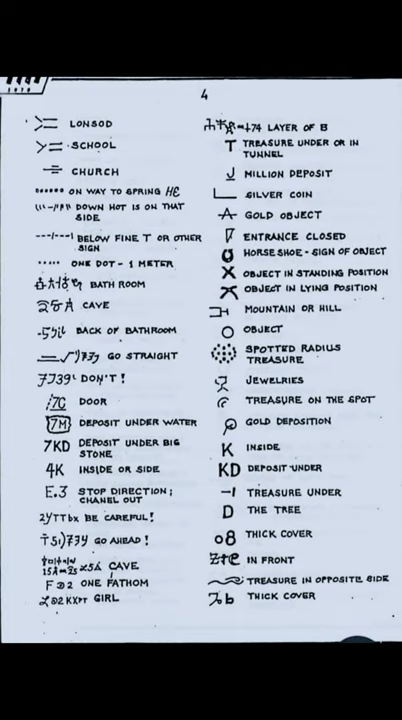 4
LONSOD
SCHOOL
CHURCH
ON WAY TO SPRING HE
DOWN HOT IS ON THAT
SIDE
BELOW FINE T OR OTHER
SIGN
ONE DOT - 1 METER
BATH ROOM
CAVE
BACK OF BATHROOM
GO STRAIGHT
DON'T!
7C DOOR
7M DEPOSIT UNDER WATER
7KD DEPOSIT UNDER BIG
STONE
4K INSIDE OR SIDE
E.3 STOP DIRECTION;
CHANEL OUT
2YTTbx BE CAREFUL!
GO AHEAD!
CAVE
ONE FATHOM
GIRL
LAYER OF B
T TREASURE UNDER OR IN
TUNNEL
MILLION DEPOSIT
SILVER COIN
GOLD OBJECT
ENTRANCE CLOSED
HORSE SHOE - SIGN OF OBJECT
X OBJECT IN STANDING POSITION
OBJECT IN LYING POSITION
MOUNTAIN OR HILL
O OBJECT
SPOTTED RADIUS
TREASURE
JEWELRIES
TREASURE ON THE SPOT
GOLD DEPOSITION
K INSIDE
KD DEPOSIT UNDER
-1 TREASURE UNDER
D THE TREE
o8 THICK COVER
IN FRONT
TREASURE IN OPPOSITE SIDE
THICK COVER